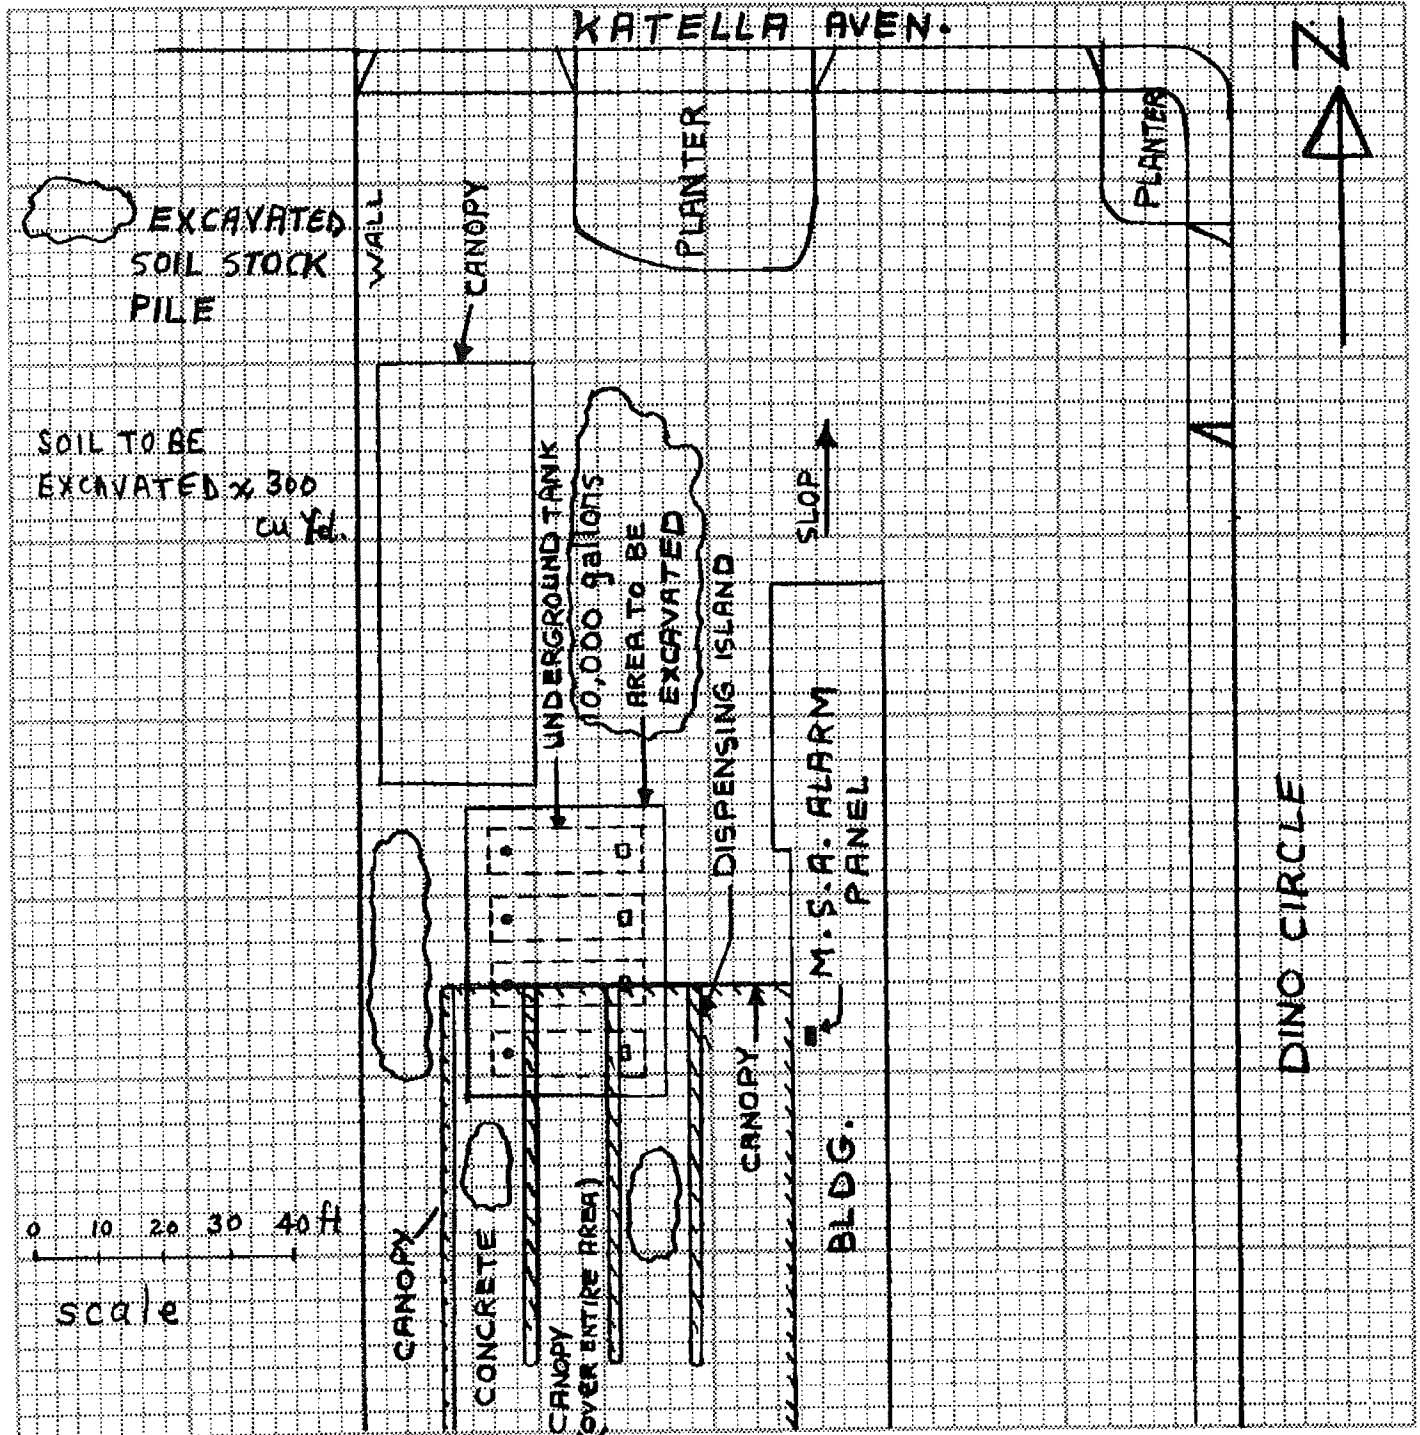 KATELLA AVEN.
N
PLANTER
PLANTER
EXCAVATED
SOIL STOCK
PILE
WALL
CANOPY
SOIL TO BE
EXCAVATED ≈ 300
cu Yd.
UNDERGROUND TANK
10,000 gallons
AREA TO BE
EXCAVATED
DISPENSING ISLAND
SLOP
M.S.A. ALARM
PANEL
DINO CIRCLE
0 10 20 30 40 ft
scale
CANOPY
CONCRETE
CANOPY
(OVER ENTIRE AREA)
CANOPY
BLDG.